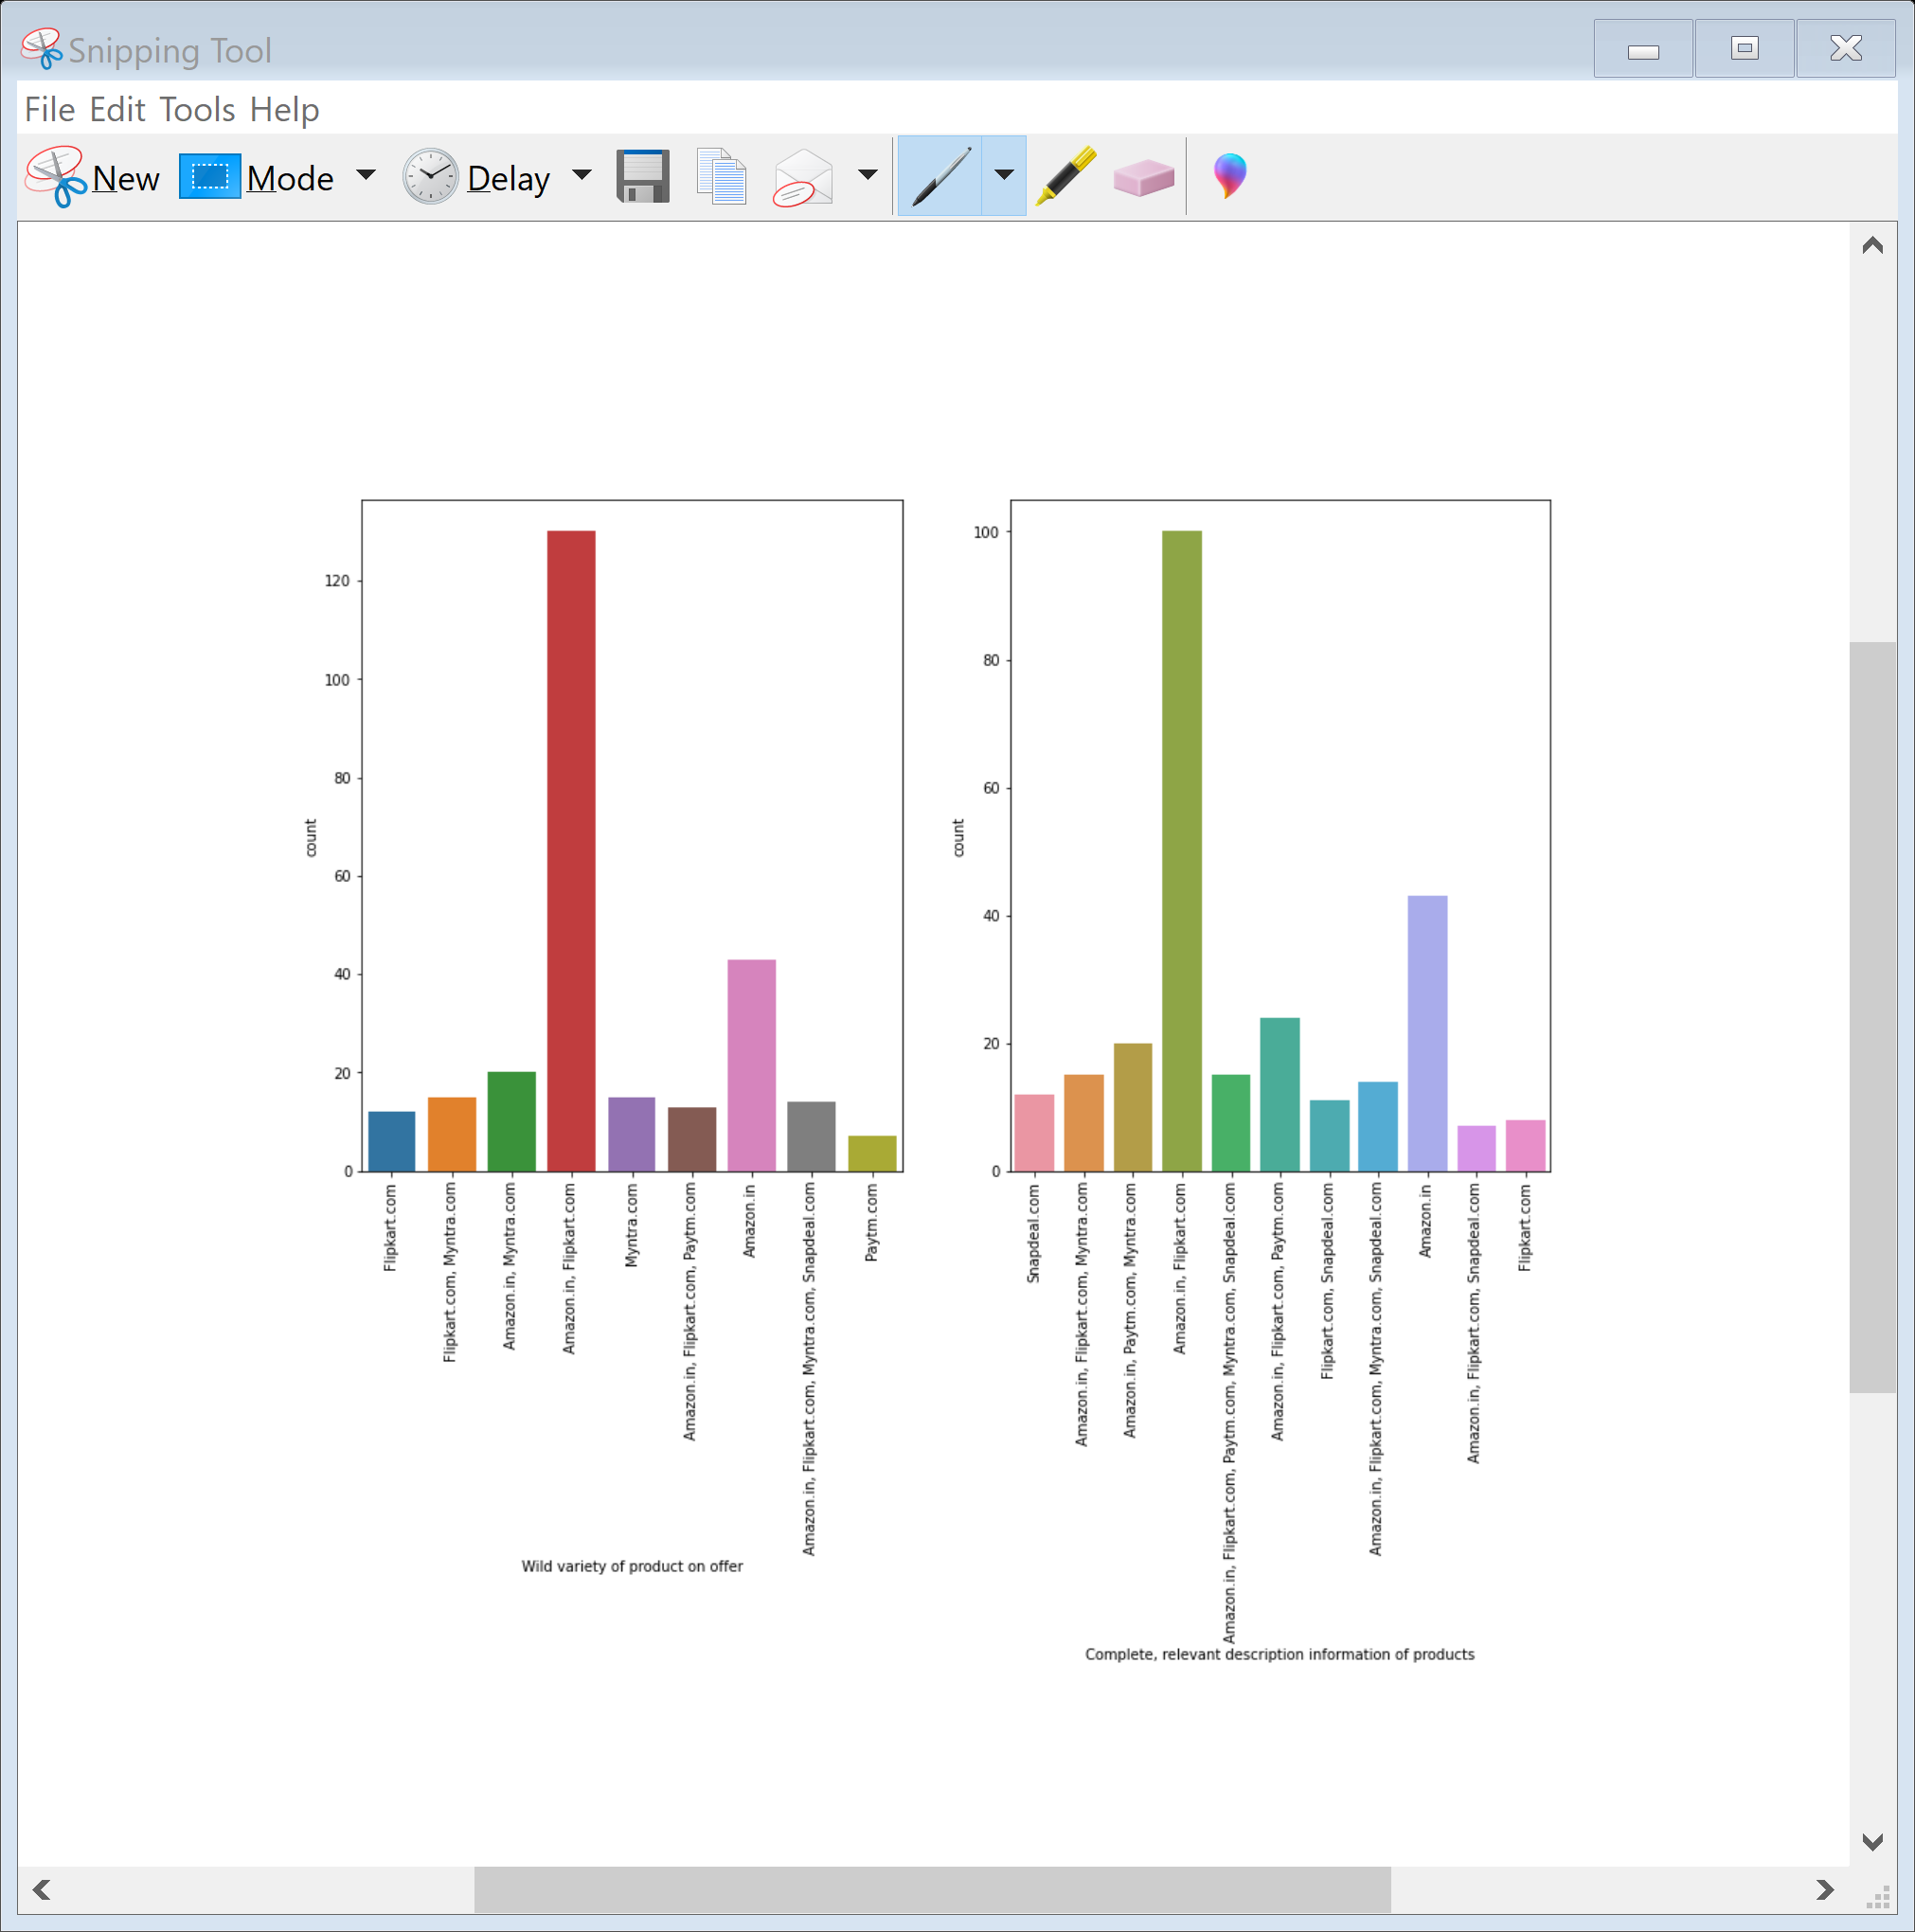 Snipping Tool
File Edit Tools Help
New Mode Delay
120
100
80
60
40
20
0
count
Flipkart.com
Flipkart.com, Myntra.com
Amazon.in, Myntra.com
Amazon.in, Flipkart.com
Myntra.com
Amazon.in, Flipkart.com, Paytm.com
Amazon.in
Amazon.in, Flipkart.com, Myntra.com, Snapdeal.com
Paytm.com
Wild variety of product on offer
100
80
60
40
20
0
count
Snapdeal.com
Amazon.in, Flipkart.com, Myntra.com
Amazon.in, Paytm.com, Myntra.com
Amazon.in, Flipkart.com
Amazon.in, Flipkart.com, Paytm.com, Myntra.com, Snapdeal.com
Amazon.in, Flipkart.com, Paytm.com
Flipkart.com, Snapdeal.com
Amazon.in, Flipkart.com, Myntra.com, Snapdeal.com
Amazon.in
Amazon.in, Flipkart.com, Snapdeal.com
Flipkart.com
Complete, relevant description information of products